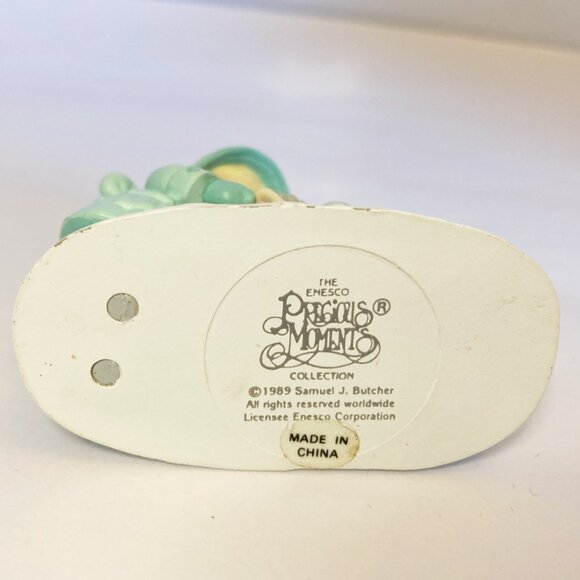 THE
ENESCO
PRECIOUS®
MOMENTS
COLLECTION
©1989 Samuel J. Butcher
All rights reserved worldwide
Licensee Enesco Corporation
MADE IN
CHINA